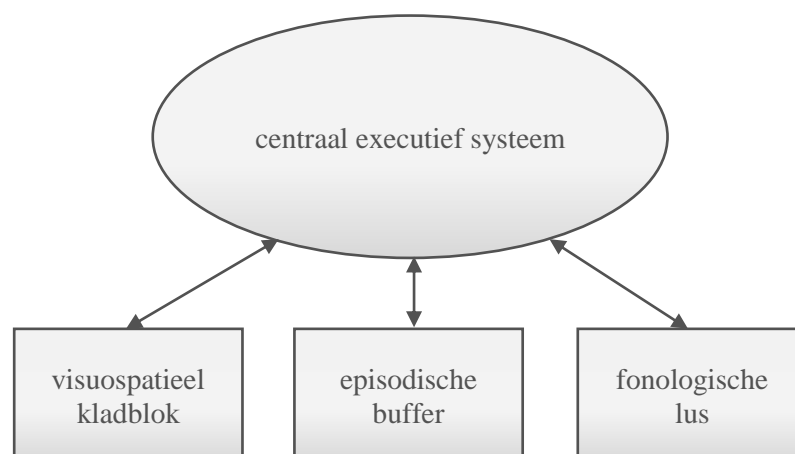 centraal executief systeem
visuospatieel
kladblok
episodische
buffer
fonologische
lus